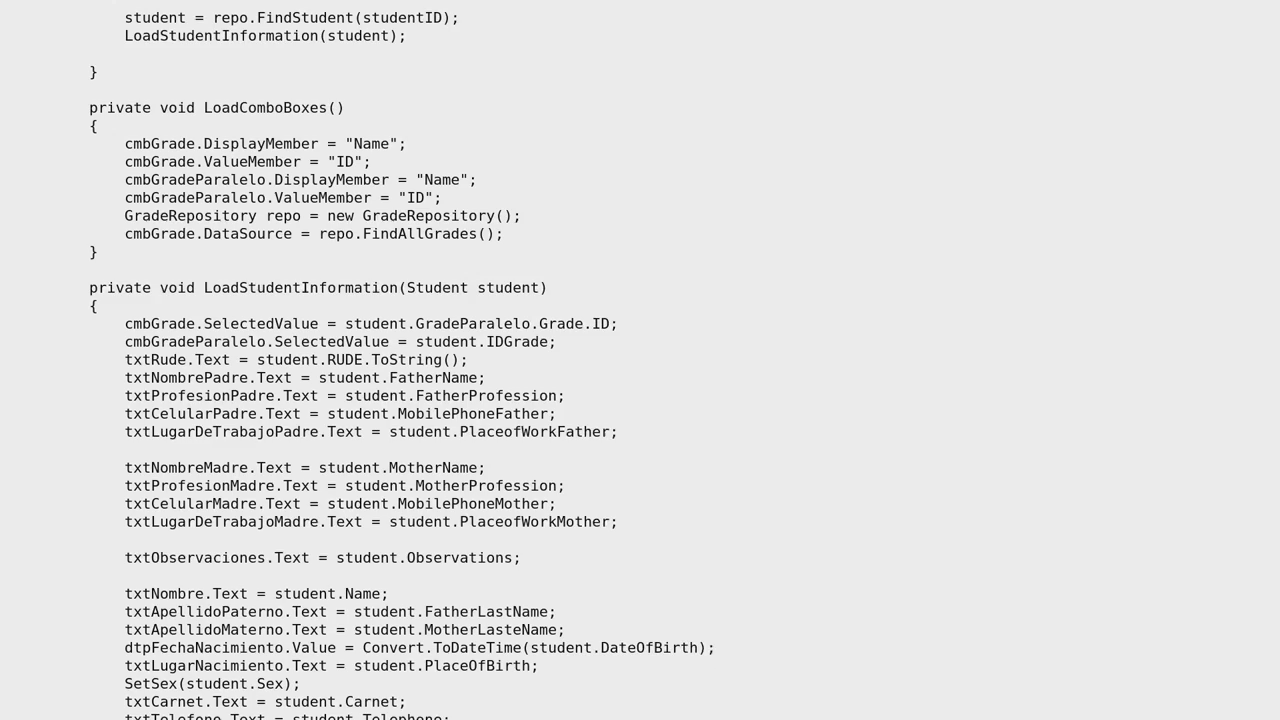 student = repo.FindStudent(studentID);
LoadStudentInformation(student);
}
private void LoadComboBoxes()
{
cmbGrade.DisplayMember = "Name";
cmbGrade.ValueMember = "ID";
cmbGradeParalelo.DisplayMember = "Name";
cmbGradeParalelo.ValueMember = "ID";
GradeRepository repo = new GradeRepository();
cmbGrade.DataSource = repo.FindAllGrades();
}
private void LoadStudentInformation(Student student)
{
cmbGrade.SelectedValue = student.GradeParalelo.Grade.ID;
cmbGradeParalelo.SelectedValue = student.IDGrade;
txtRude.Text = student.RUDE.ToString();
txtNombrePadre.Text = student.FatherName;
txtProfesionPadre.Text = student.FatherProfession;
txtCelularPadre.Text = student.MobilePhoneFather;
txtLugarDeTrabajoPadre.Text = student.PlaceofWorkFather;
txtNombreMadre.Text = student.MotherName;
txtProfesionMadre.Text = student.MotherProfession;
txtCelularMadre.Text = student.MobilePhoneMother;
txtLugarDeTrabajoMadre.Text = student.PlaceofWorkMother;
txtObservaciones.Text = student.Observations;
txtNombre.Text = student.Name;
txtApellidoPaterno.Text = student.FatherLastName;
txtApellidoMaterno.Text = student.MotherLasteName;
dtpFechaNacimiento.Value = Convert.ToDateTime(student.DateOfBirth);
txtLugarNacimiento.Text = student.PlaceOfBirth;
SetSex(student.Sex);
txtCarnet.Text = student.Carnet;
txtTelefono.Text = student.Telephone;